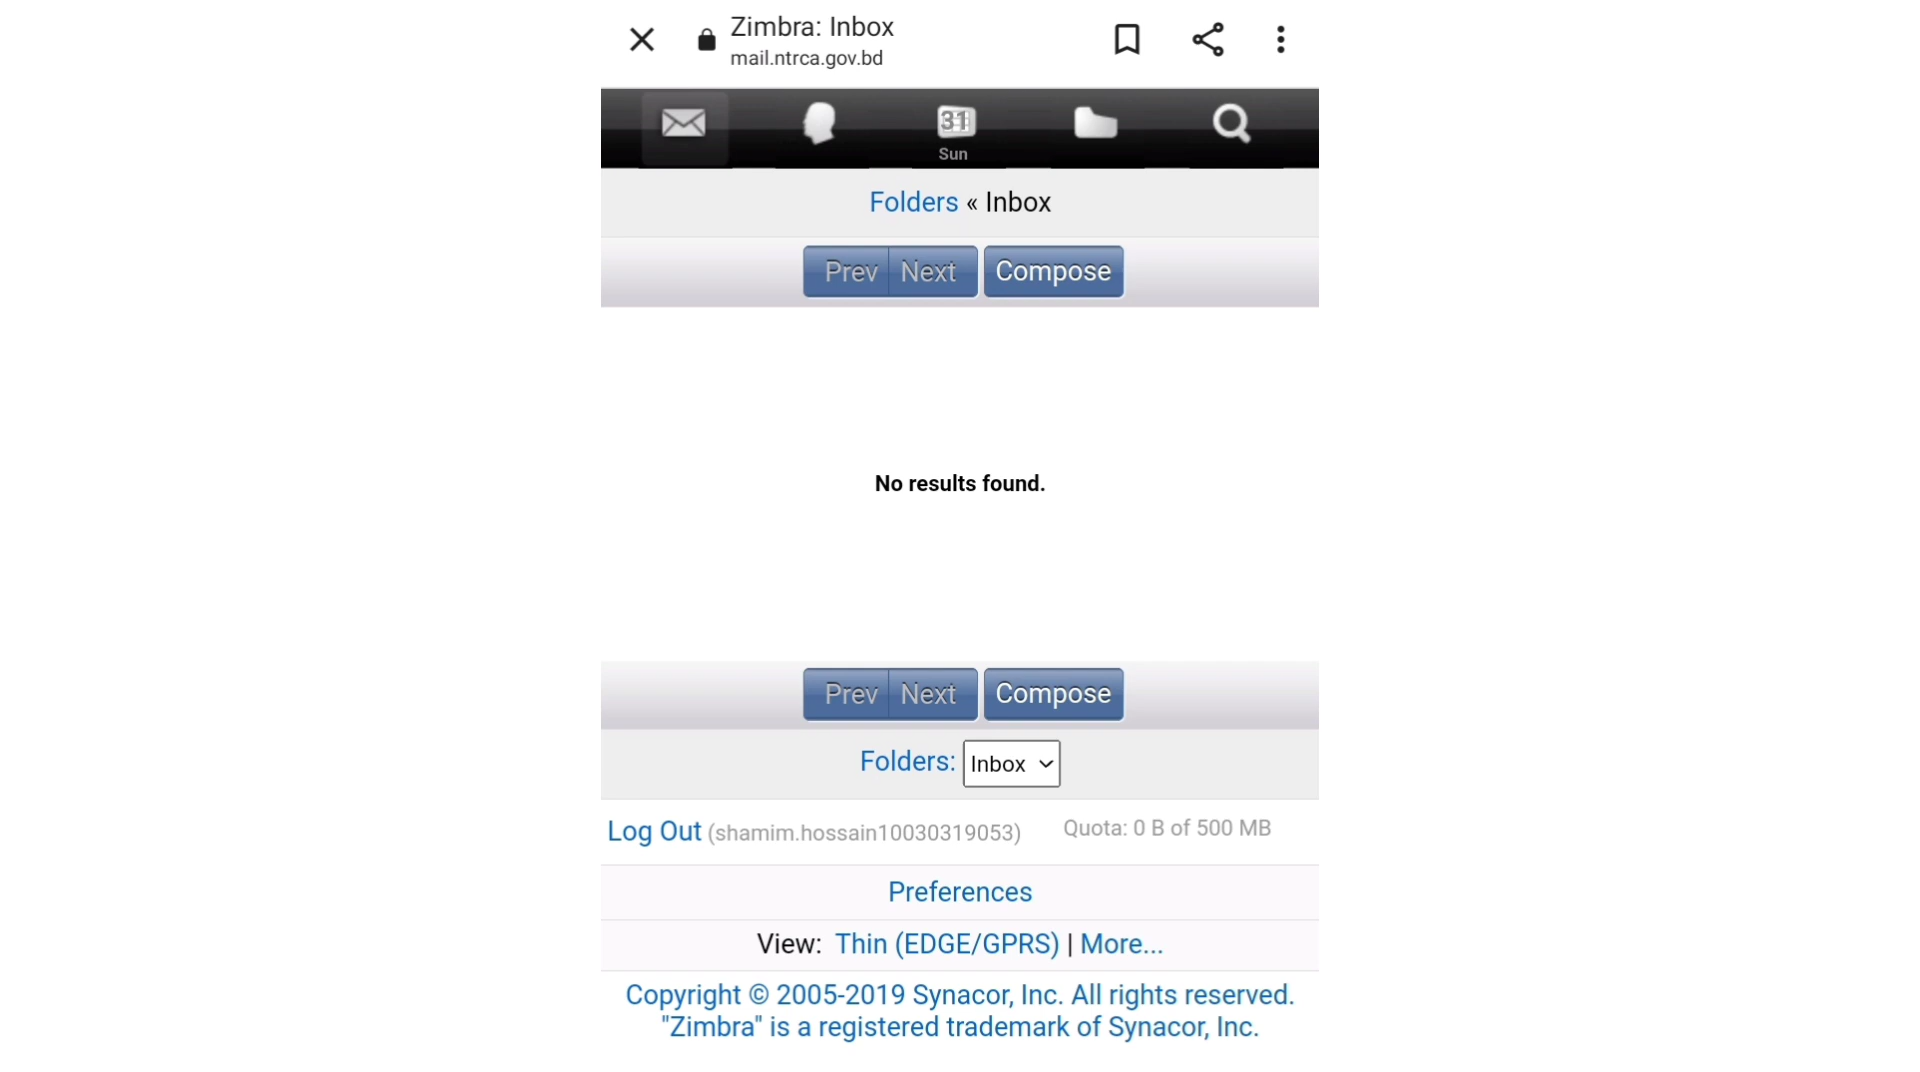 Zimbra: Inbox
mail.ntrca.gov.bd
31
Sun
Folders « Inbox
Prev Next Compose
No results found.
Prev Next Compose
Folders: Inbox
Log Out (shamim.hossain10030319053) Quota: 0 B of 500 MB
Preferences
View: Thin (EDGE/GPRS) | More...
Copyright © 2005-2019 Synacor, Inc. All rights reserved.
"Zimbra" is a registered trademark of Synacor, Inc.